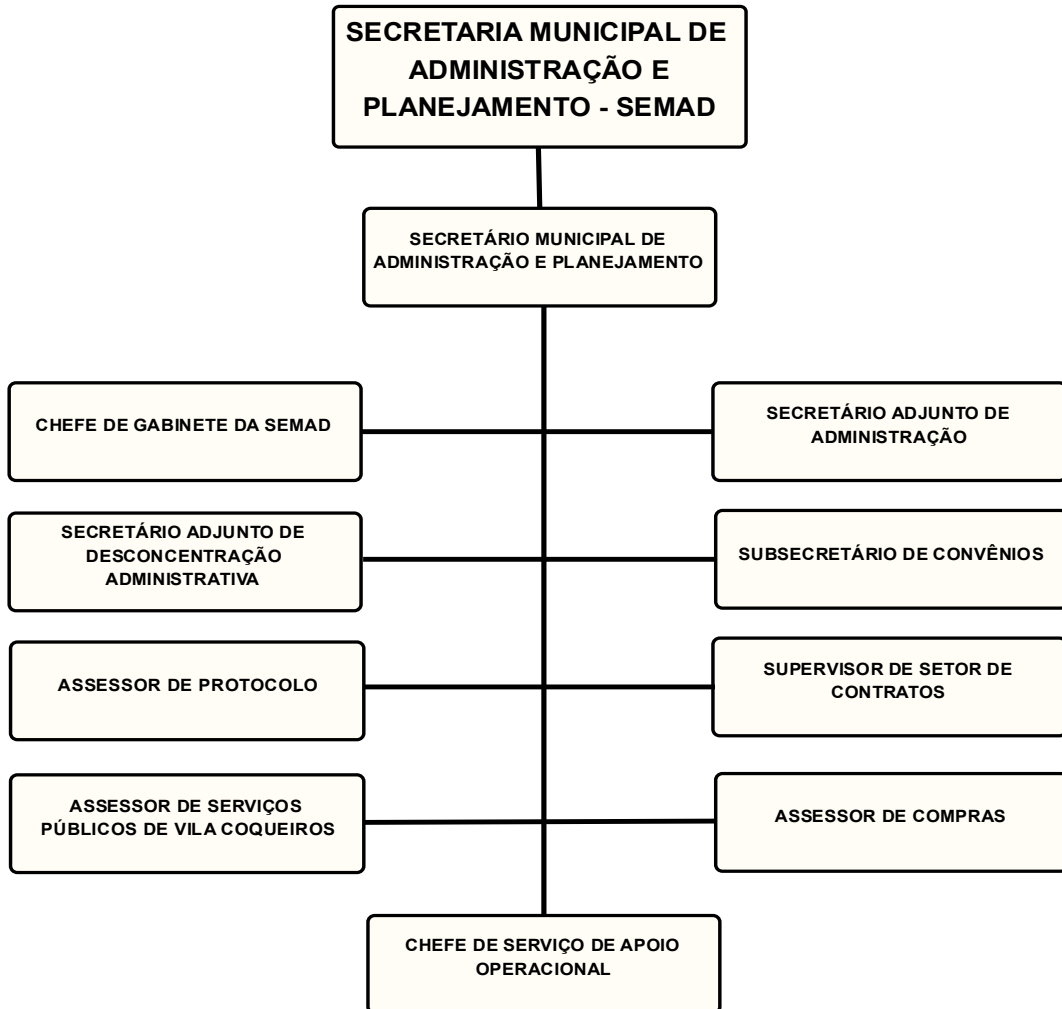 SECRETARIA MUNICIPAL DE
ADMINISTRAÇÃO E
PLANEJAMENTO - SEMAD
SECRETÁRIO MUNICIPAL DE
ADMINISTRAÇÃO E PLANEJAMENTO
CHEFE DE GABINETE DA SEMAD
SECRETÁRIO ADJUNTO DE
ADMINISTRAÇÃO
SECRETÁRIO ADJUNTO DE
DESCONCENTRAÇÃO
ADMINISTRATIVA
SUBSECRETÁRIO DE CONVÊNIOS
ASSESSOR DE PROTOCOLO
SUPERVISOR DE SETOR DE
CONTRATOS
ASSESSOR DE SERVIÇOS
PÚBLICOS DE VILA COQUEIROS
ASSESSOR DE COMPRAS
CHEFE DE SERVIÇO DE APOIO
OPERACIONAL